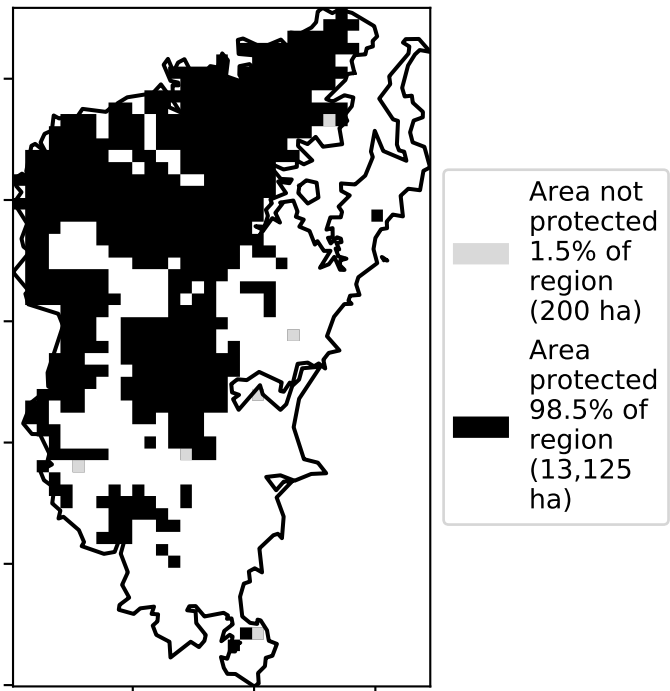 Area not
protected
1.5% of
region
(200 ha)
Area
protected
98.5% of
region
(13,125
ha)